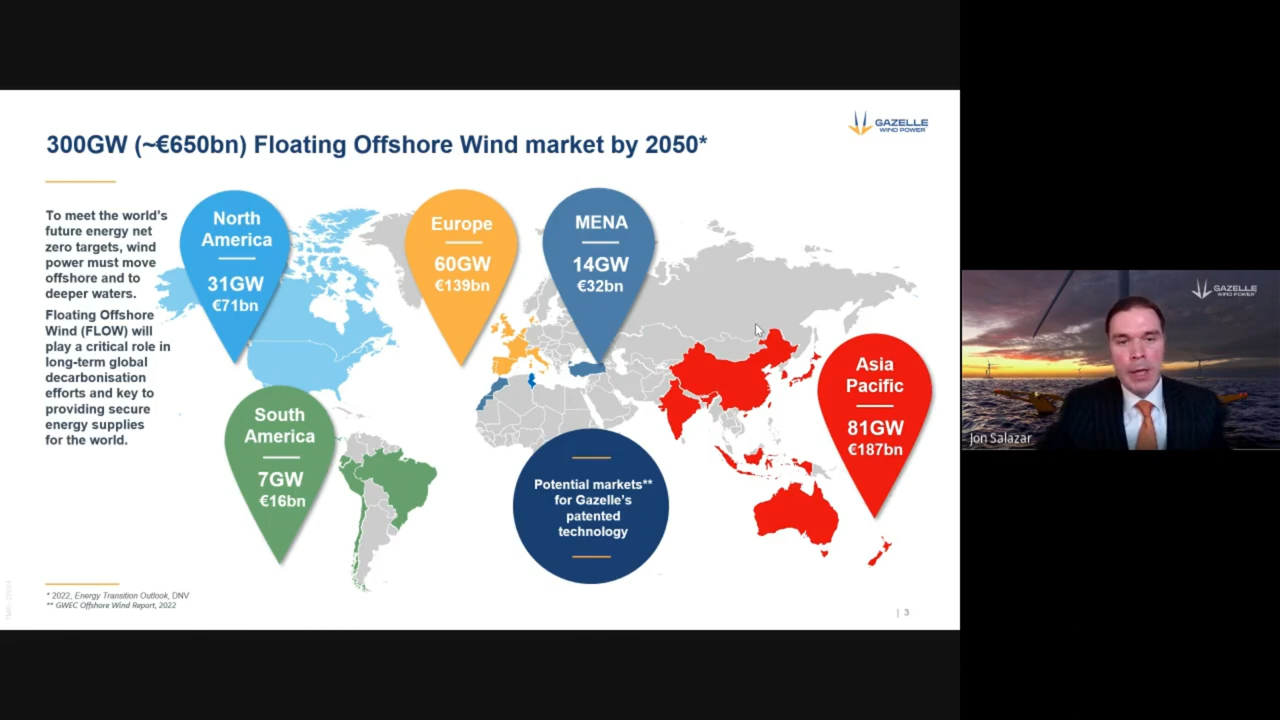 300GW (~€650bn) Floating Offshore Wind market by 2050*
GAZELLE
WIND POWER
To meet the world's
future energy net
zero targets, wind
power must move
offshore and to
deeper waters.
Floating Offshore
Wind (FLOW) will
play a critical role in
long-term global
decarbonisation
efforts and key to
providing secure
energy supplies
for the world.
North
America
31GW
€71bn
Europe
60GW
€139bn
MENA
14GW
€32bn
Asia
Pacific
81GW
€187bn
South
America
7GW
€16bn
Potential markets**
for Gazelle's
patented
technology
* 2022, Energy Transition Outlook, DNV
** GWEC Offshore Wind Report, 2022
| 3
GAZELLE
WIND POWER
Jon Salazar